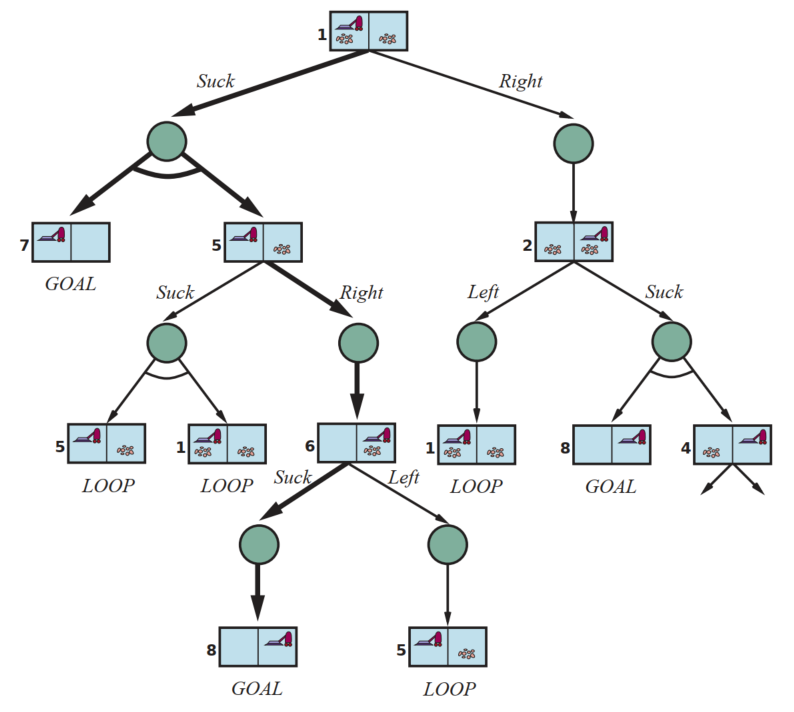 1
Suck Right
7 5 2
GOAL
Suck Right Left Suck
5 1 6 1 8 4
LOOP LOOP LOOP GOAL
Suck Left
8 5
GOAL LOOP